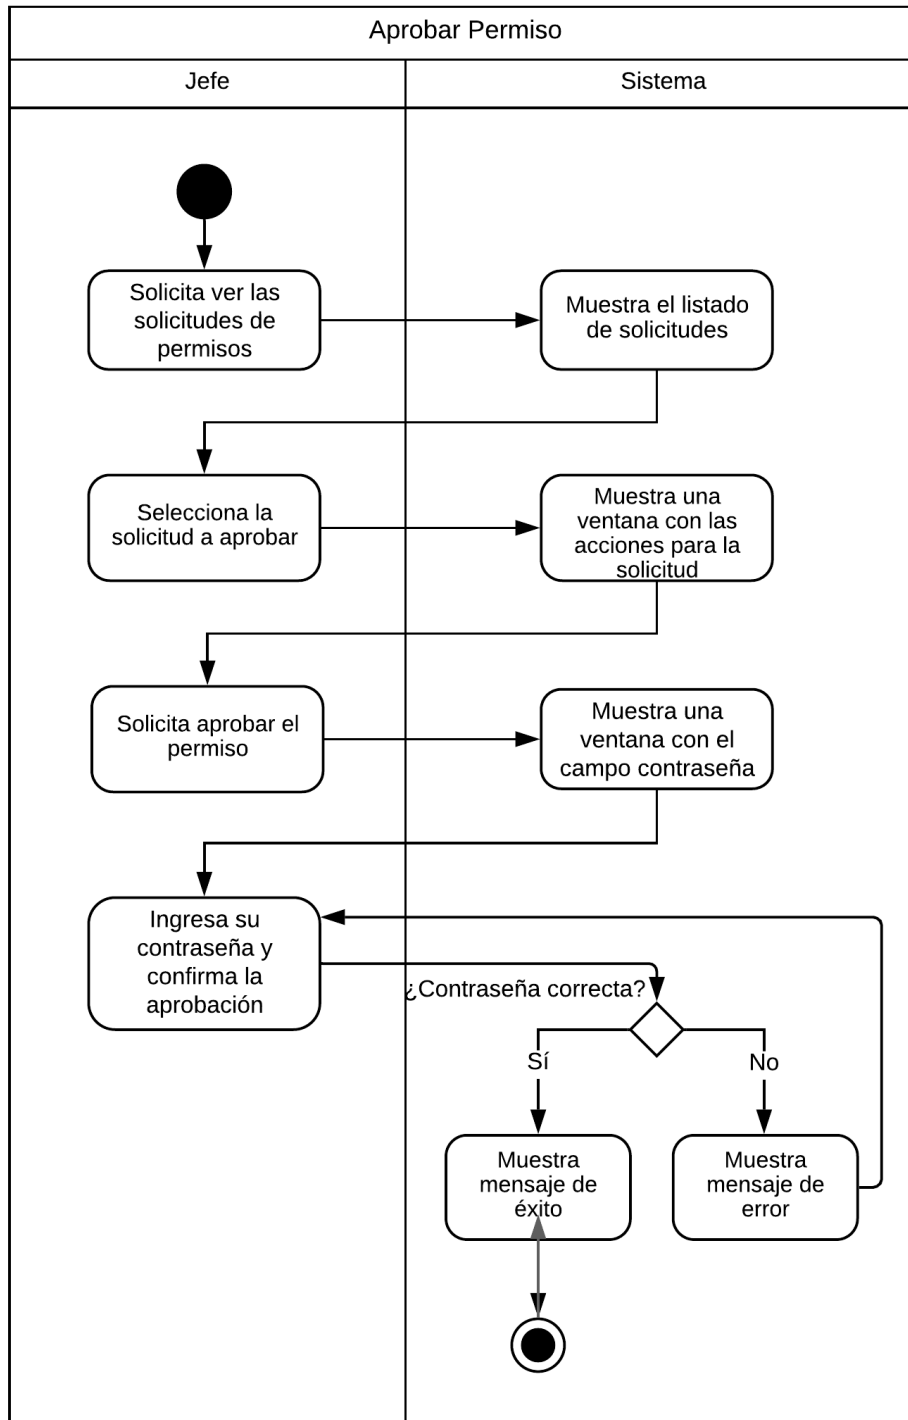 Aprobar Permiso
Jefe
Sistema
Solicita ver las
solicitudes de
permisos
Muestra el listado
de solicitudes
Selecciona la
solicitud a aprobar
Muestra una
ventana con las
acciones para la
solicitud
Solicita aprobar el
permiso
Muestra una
ventana con el
campo contraseña
Ingresa su
contraseña y
confirma la
aprobación
¿Contraseña correcta?
Sí
No
Muestra
mensaje de
éxito
Muestra
mensaje de
error